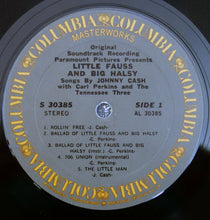 COLUMBIA COLUMBIA
MASTERWORKS
Original
Soundtrack Recording
Paramount Pictures Presents
LITTLE FAUSS
AND BIG HALSY
Songs By JOHNNY CASH
with Carl Perkins and The
Tennessee Three
S 30385
SIDE 1
STEREO
AL 30385
1. ROLLIN' FREE -J. Cash-
2. BALLAD OF LITTLE FAUSS AND BIG HALSY
-C. Perkins-
3. BALLAD OF LITTLE FAUSS AND BIG
HALSY (Instr.) -C. Perkins-
4. 706 UNION (Instrumental)
-C. Perkins-
5. THE LITTLE MAN
-J. Cash-
COLUMBIA COLUMBIA